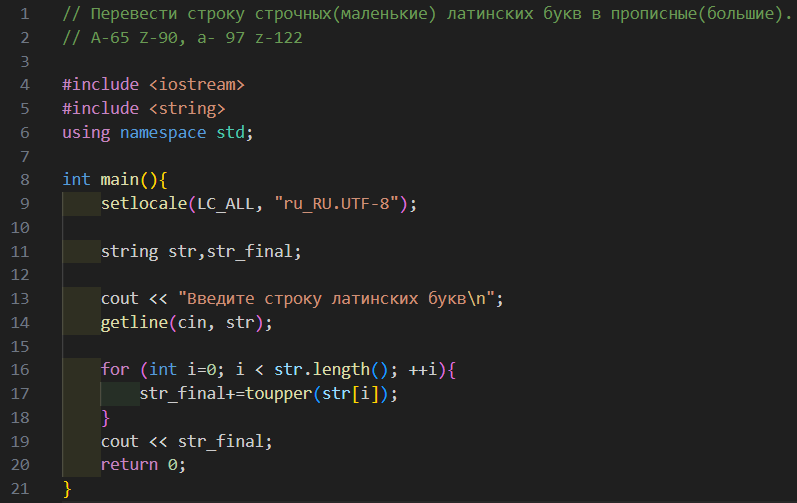 1 // Перевести строку строчных(маленькие) латинских букв в прописные(большие).
2 // A-65 Z-90, a- 97 z-122
3
4 #include <iostream>
5 #include <string>
6 using namespace std;
7
8 int main(){
9 setlocale(LC_ALL, "ru_RU.UTF-8");
10
11 string str,str_final;
12
13 cout << "Введите строку латинских букв\n";
14 getline(cin, str);
15
16 for (int i=0; i < str.length(); ++i){
17 str_final+=toupper(str[i]);
18 }
19 cout << str_final;
20 return 0;
21 }